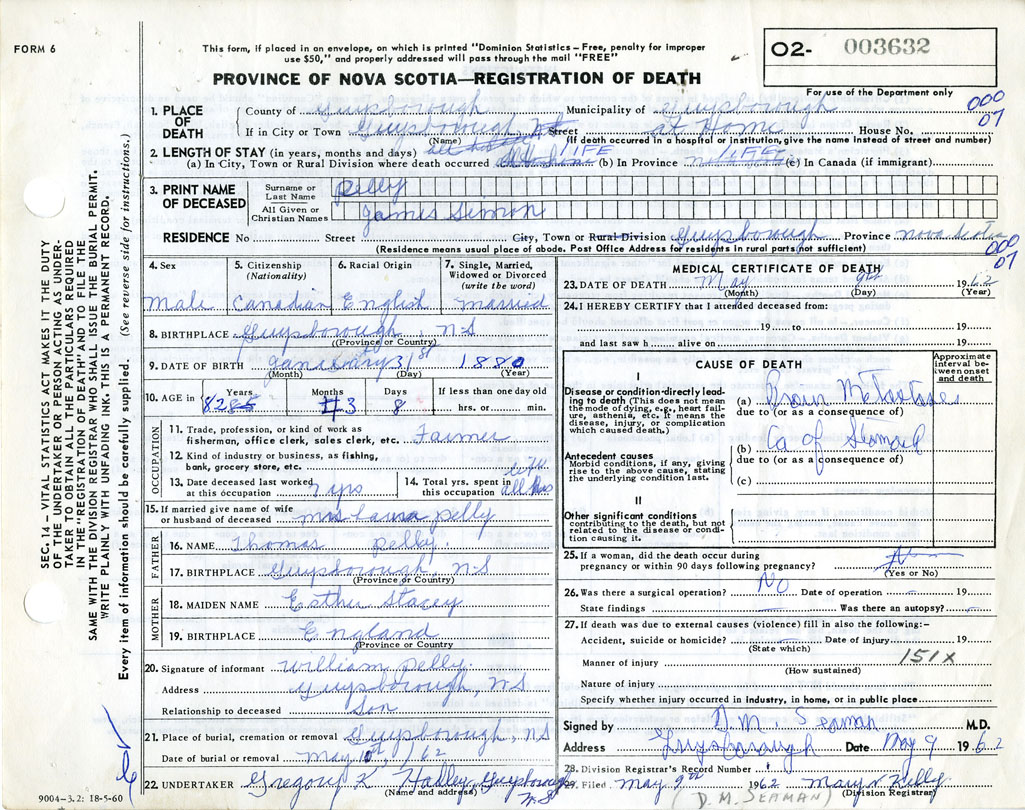 FORM 6
This form, if placed in an envelope, on which is printed "Dominion Statistics – Free, penalty for improper
use $50," and properly addressed will pass through the mail "FREE"
O2- 003632
PROVINCE OF NOVA SCOTIA—REGISTRATION OF DEATH
For use of the Department only
000
07
1. PLACE OF DEATH
County of Guysborough Municipality of Guysborough
If in City or Town Guysborough, NS Street at Home House No.
(Name) (If death occurred in a hospital or institution, give the name instead of street and number)
2. LENGTH OF STAY (in years, months and days) LIFE LIFE
(a) In City, Town or Rural Division where death occurred (b) In Province (c) In Canada (if immigrant)
3. PRINT NAME OF DECEASED
Surname or Last Name Pelly
All Given or Christian Names James Simon
RESIDENCE No Street City, Town or Rural Division Guysborough Province Nova Scotia
(Residence means usual place of abode. Post Office Address for residents in rural parts not sufficient)
000
07
4. Sex
Male
5. Citizenship
(Nationality)
Canadian
6. Racial Origin
English
7. Single, Married,
Widowed or Divorced
(write the word)
Married
8. BIRTHPLACE Guysborough, N-S
(Province or Country)
9. DATE OF BIRTH January 31st 1880
(Month) (Day) (Year)
10. AGE in Years Months Days If less than one day old
82 85 3 8 hrs. or min.
OCCUPATION
11. Trade, profession, or kind of work as
fisherman, office clerk, sales clerk, etc. Farmer
12. Kind of industry or business, as fishing,
bank, grocery store, etc.
13. Date deceased last worked
at this occupation 7 yrs
14. Total yrs. spent in
this occupation all his life
15. If married give name of wife
or husband of deceased Mrs Laura Pelly
FATHER
16. NAME Thomas Pelly
17. BIRTHPLACE Guysborough, N-S
(Province or Country)
MOTHER
18. MAIDEN NAME Esther Stacey
19. BIRTHPLACE England
(Province or Country
20. Signature of informant William Pelly
Address Guysborough, NS
Relationship to deceased Son
21. Place of burial, cremation or removal Guysborough, NS
Date of burial or removal May 10th, /62
22. UNDERTAKER Gregory K Hadley, Guysborough
N-S
(Name and address)
9004–3.2: 18-5-60
MEDICAL CERTIFICATE OF DEATH
23. DATE OF DEATH May 9th 1962
(Month) (Day) (Year)
24. I HEREBY CERTIFY that I attended deceased from:
19 to 19
and last saw h alive on 19
CAUSE OF DEATH
Approximate
interval between onset
and death
I
Disease or condition directly leading to death (This does not mean
the mode of dying, e.g., heart failure, asthenia, etc. It means the
disease, injury, or complication
which caused death.)
(a) Brain Metastases
due to (or as a consequence of)
(b) Ca of Stomach
due to (or as a consequence of)
(c)
Antecedent causes
Morbid conditions, if any, giving
rise to the above cause, stating
the underlying condition last.
II
Other significant conditions
contributing to the death, but not
related to the disease or condition causing it.
25. If a woman, did the death occur during
pregnancy or within 90 days following pregnancy?
(Yes or No)
26. Was there a surgical operation? No Date of operation — 19
State findings — Was there an autopsy? —
27. If death was due to external causes (violence) fill in also the following:–
Accident, suicide or homicide? — Date of injury 19
(State which)
Manner of injury 151X
(How sustained)
Nature of injury
Specify whether injury occurred in industry, in home, or in public place
Signed by D. M. Seaman M.D.
Address Guysborough Date May 9 1962
28. Division Registrar's Record Number
29. Filed May 9th 1962 Mary Kelly
(Division Registrar)
(D. M. SEAMAN)
SEC. 14 – VITAL STATISTICS ACT MAKES IT THE DUTY
OF THE UNDERTAKER OR PERSON ACTING AS UNDERTAKER TO OBTAIN ALL THE PARTICULARS REQUIRED
IN THE "REGISTRATION OF DEATH" AND TO FILE THE
SAME WITH THE DIVISION REGISTRAR WHO SHALL ISSUE THE BURIAL PERMIT.
WRITE PLAINLY WITH UNFADING INK. THIS IS A PERMANENT RECORD.
Every item of information should be carefully supplied. (See reverse side for instructions.)